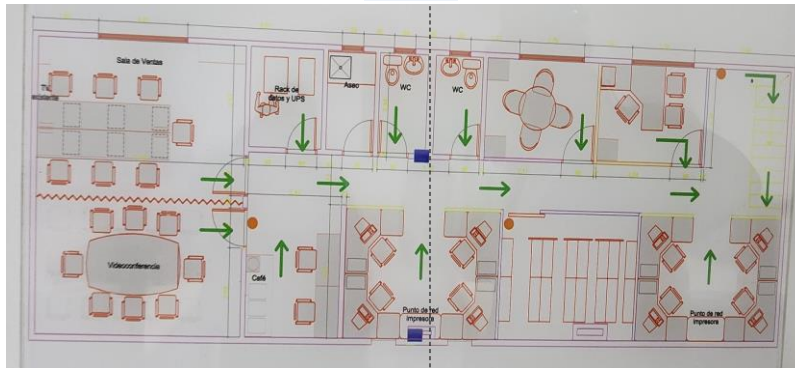 Sala de Ventas
Rack de
datos y UPS
Aseo
WC
WC
Videoconferencia
Café
Punto de red
impresora
Punto de red
impresora